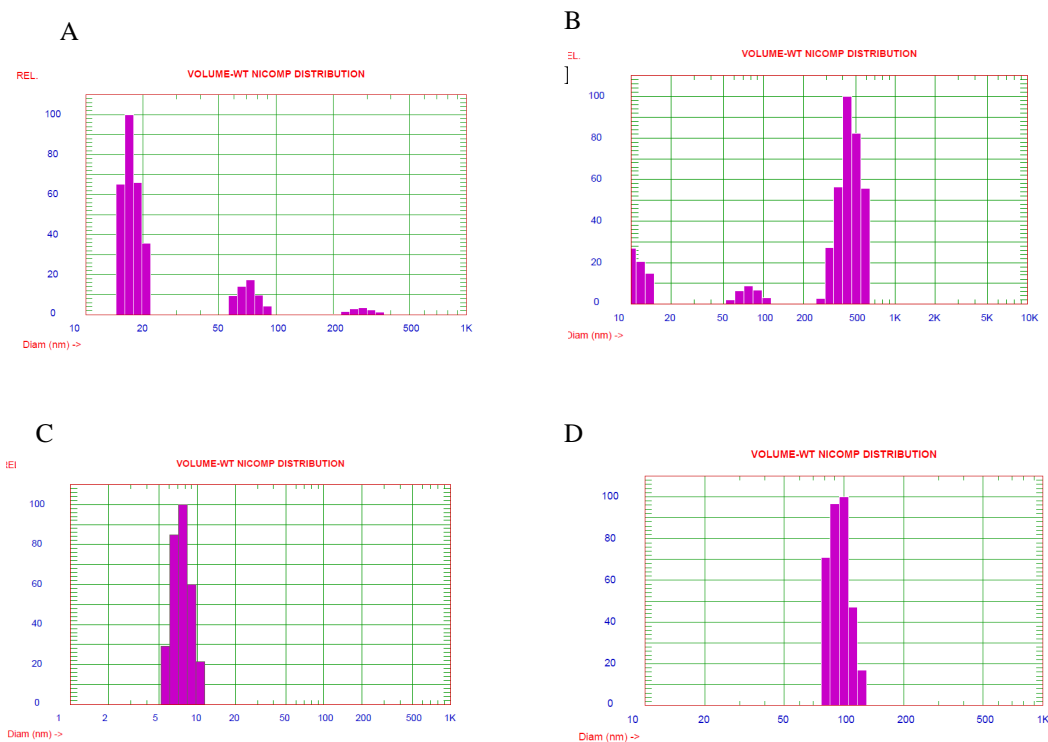 A
REL.
VOLUME-WT NICOMP DISTRIBUTION
100
80
60
40
20
0
10 20 50 100 200 500 1K
Diam (nm) ->
B
EL.
VOLUME-WT NICOMP DISTRIBUTION
100
80
60
40
20
0
10 20 50 100 200 500 1K 2K 5K 10K
Diam (nm) ->
C
VOLUME-WT NICOMP DISTRIBUTION
100
80
60
40
20
0
1 2 5 10 20 50 100 200 500 1K
Diam (nm) ->
D
VOLUME-WT NICOMP DISTRIBUTION
100
80
60
40
20
0
10 20 50 100 200 500 1K
Diam (nm) ->